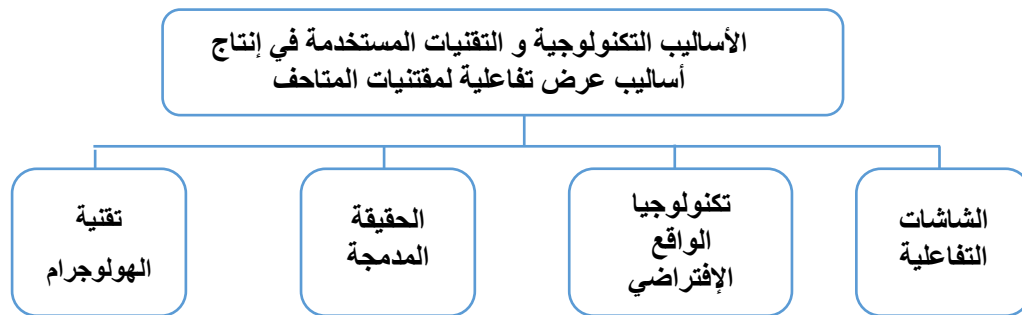 الأساليب التكنولوجية و التقنيات المستخدمة في إنتاج
أساليب عرض تفاعلية لمقتنيات المتاحف
الشاشات
التفاعلية
تكنولوجيا
الواقع
الإفتراضي
الحقيقة
المدمجة
تقنية
الهولوجرام